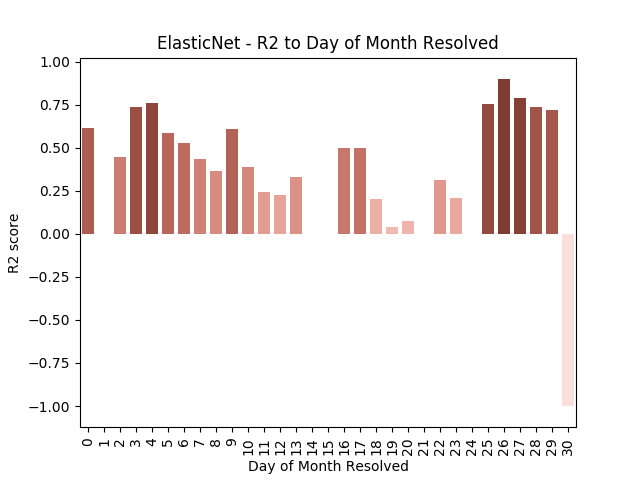 ElasticNet - R2 to Day of Month Resolved
1.00
0.75
0.50
0.25
0.00
−0.25
−0.50
−0.75
−1.00
R2 score
0 1 2 3 4 5 6 7 8 9 10 11 12 13 14 15 16 17 18 19 20 21 22 23 24 25 26 27 28 29 30
Day of Month Resolved